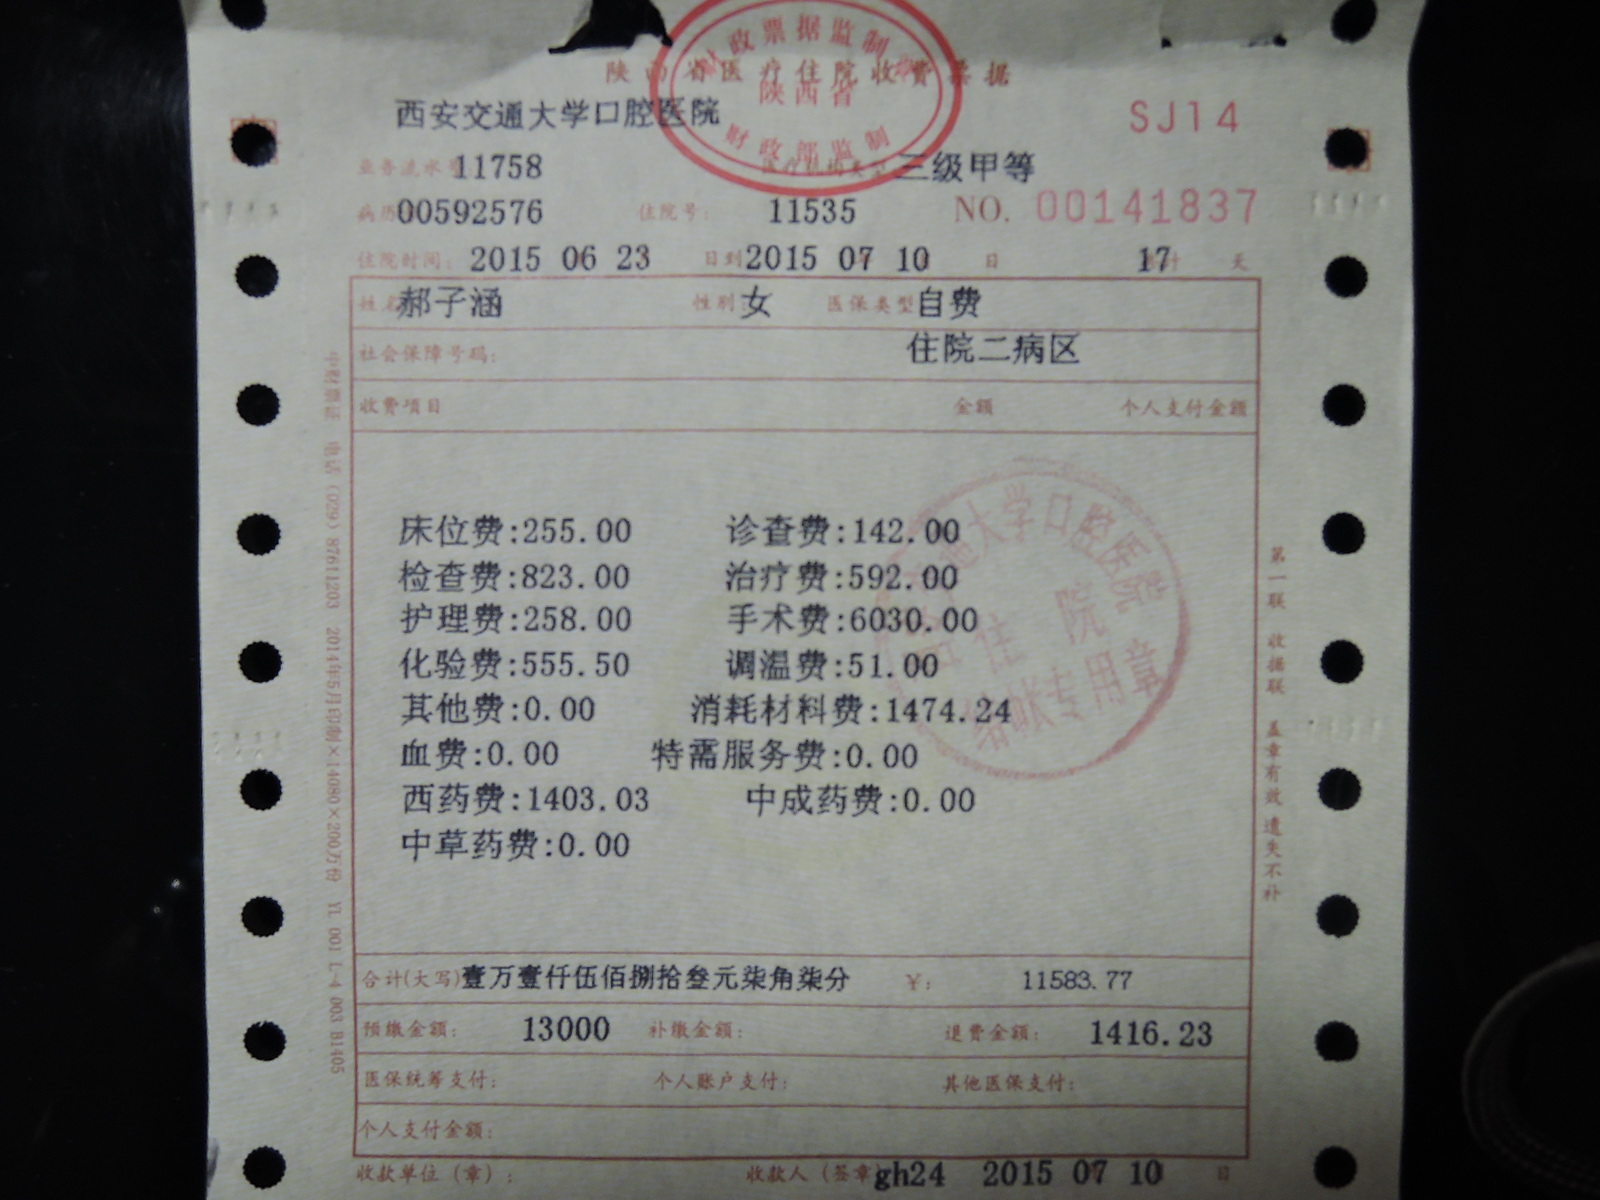 财政票据监制章
陕西省医疗住院收费票据
陕西省
财政部监制
西安交通大学口腔医院
SJ14
业务流水号 11758 医疗机构类型 三级甲等
病历 00592576 住院号: 11535 NO. 00141837
住院时间: 2015 06 23 日到 2015 07 10 日 17 计 天
姓名 郝子涵 性别 女 医保类型 自费
社会保障号码: 住院二病区
收费项目 金额 个人支付金额
床位费:255.00 诊查费:142.00
检查费:823.00 治疗费:592.00
护理费:258.00 手术费:6030.00
化验费:555.50 调温费:51.00
其他费:0.00 消耗材料费:1474.24
血费:0.00 特需服务费:0.00
西药费:1403.03 中成药费:0.00
中草药费:0.00
大学口腔医院
住院
结帐专用章
合计(大写) 壹万壹仟伍佰捌拾叁元柒角柒分 ¥: 11583.77
预缴金额: 13000 补缴金额: 退费金额: 1416.23
医保统筹支付: 个人账户支付: 其他医保支付:
个人支付金额:
收款单位(章): 收款人(签章 gh24 2015 07 10 日
第一联 收据联 盖章有效 遗失不补
电话 (029) 87611203 2014年5月印制 ×14080×200万份 YL 001 L-4 003 B1405